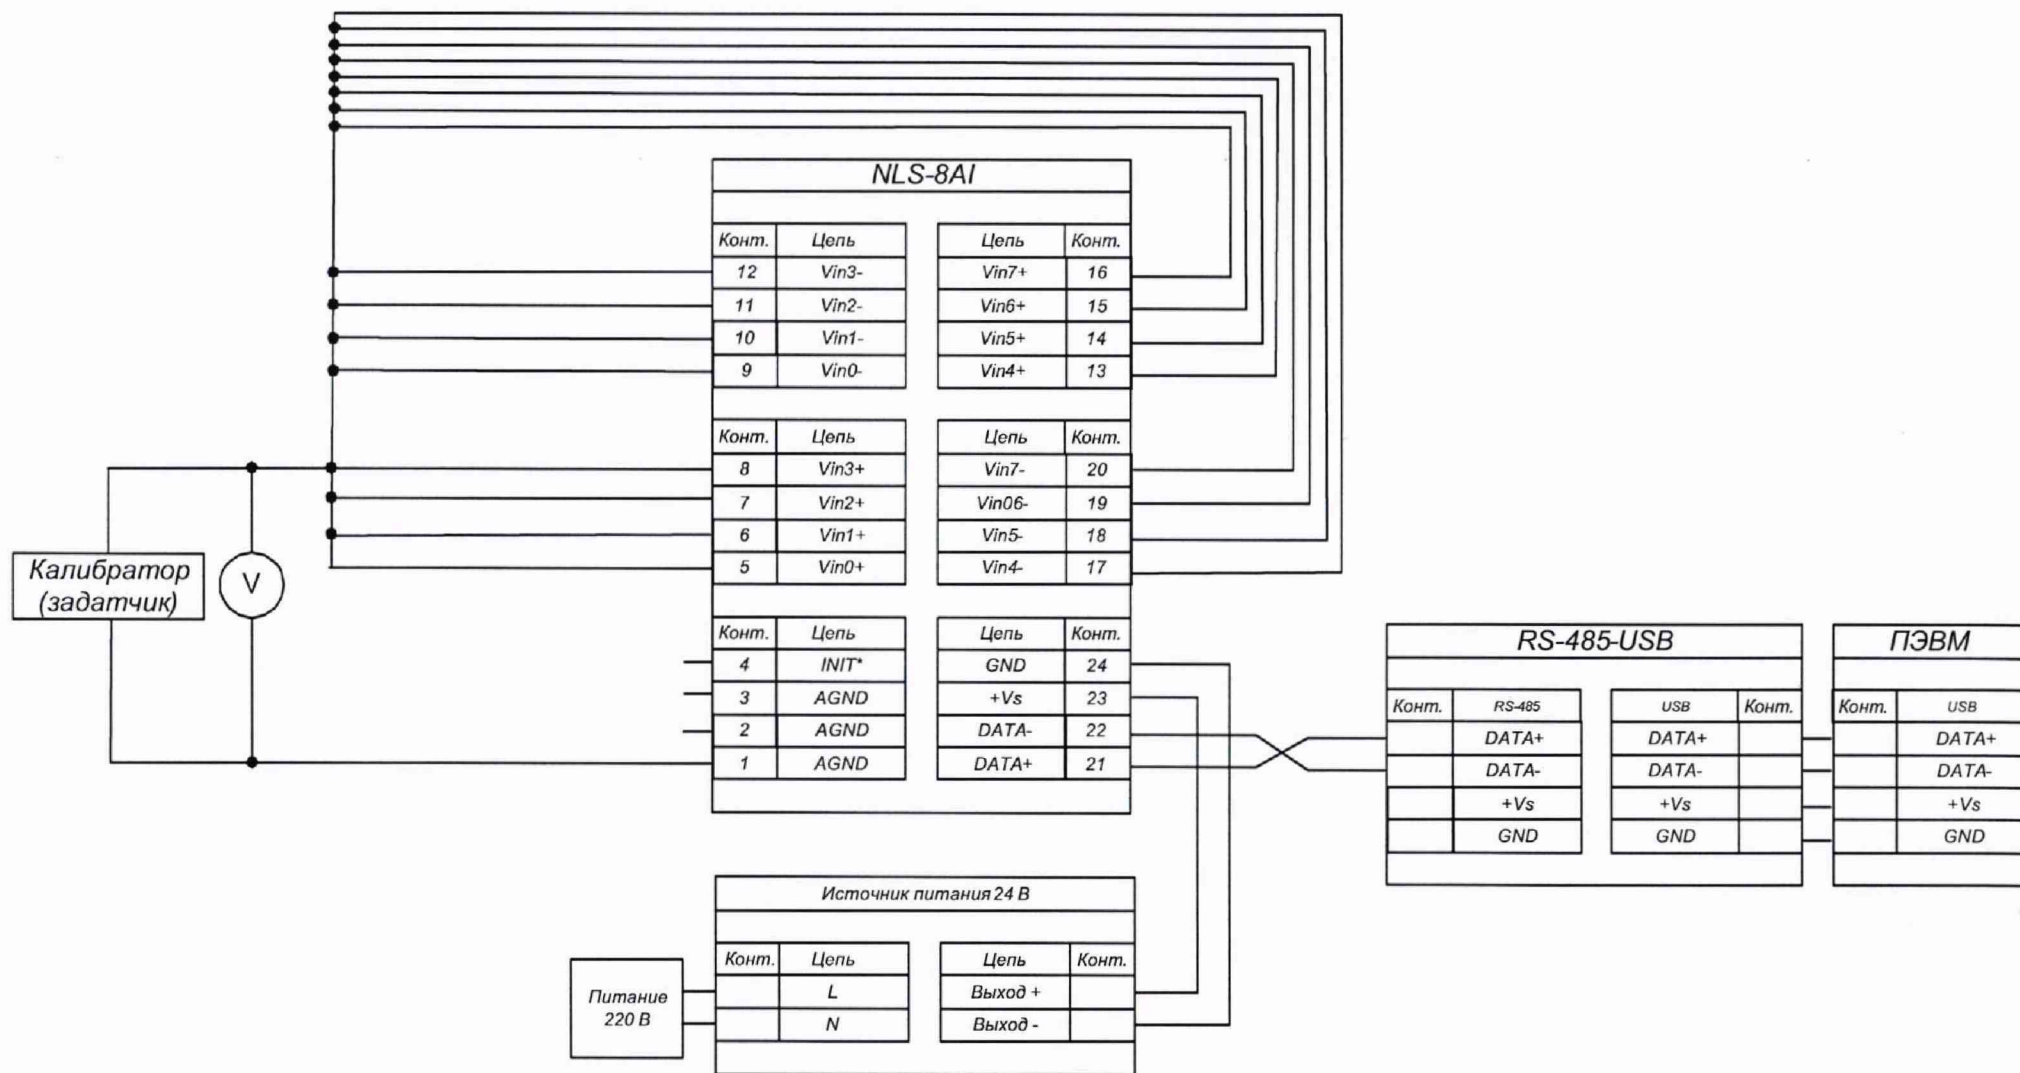 NLS-8AI
Конт. Цепь Цепь Конт.
12 Vin3- Vin7+ 16
11 Vin2- Vin6+ 15
10 Vin1- Vin5+ 14
9 Vin0- Vin4+ 13
Конт. Цепь Цепь Конт.
8 Vin3+ Vin7- 20
7 Vin2+ Vin06- 19
6 Vin1+ Vin5- 18
5 Vin0+ Vin4- 17
Конт. Цепь Цепь Конт.
4 INIT* GND 24
3 AGND +Vs 23
2 AGND DATA- 22
1 AGND DATA+ 21
Калибратор
(задатчик)
V
RS-485-USB
Конт. RS-485 USB Конт.
DATA+ DATA+
DATA- DATA-
+Vs +Vs
GND GND
ПЭВМ
Конт. USB
DATA+
DATA-
+Vs
GND
Источник питания 24 В
Конт. Цепь Цепь Конт.
L Выход +
N Выход -
Питание
220 В